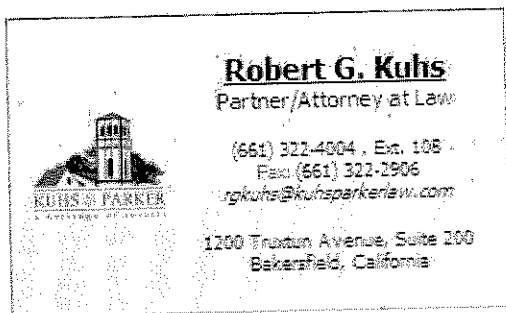 Robert G. Kuhs
Partner/Attorney at Law
(661) 322-4004 , Ext. 108
Fax: (661) 322-2906
rgkuhs@kuhsparkerlaw.com
KUHS & PARKER
1200 Truxtun Avenue, Suite 200
Bakersfield, California